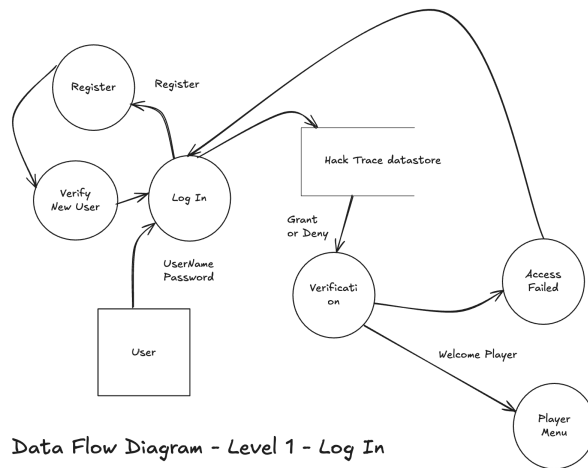 Register
Register
Verify
New User
Log In
Hack Trace datastore
Grant
or Deny
UserName
Password
Verificati
on
Access
Failed
User
Welcome Player
Player
Menu
Data Flow Diagram - Level 1 - Log In